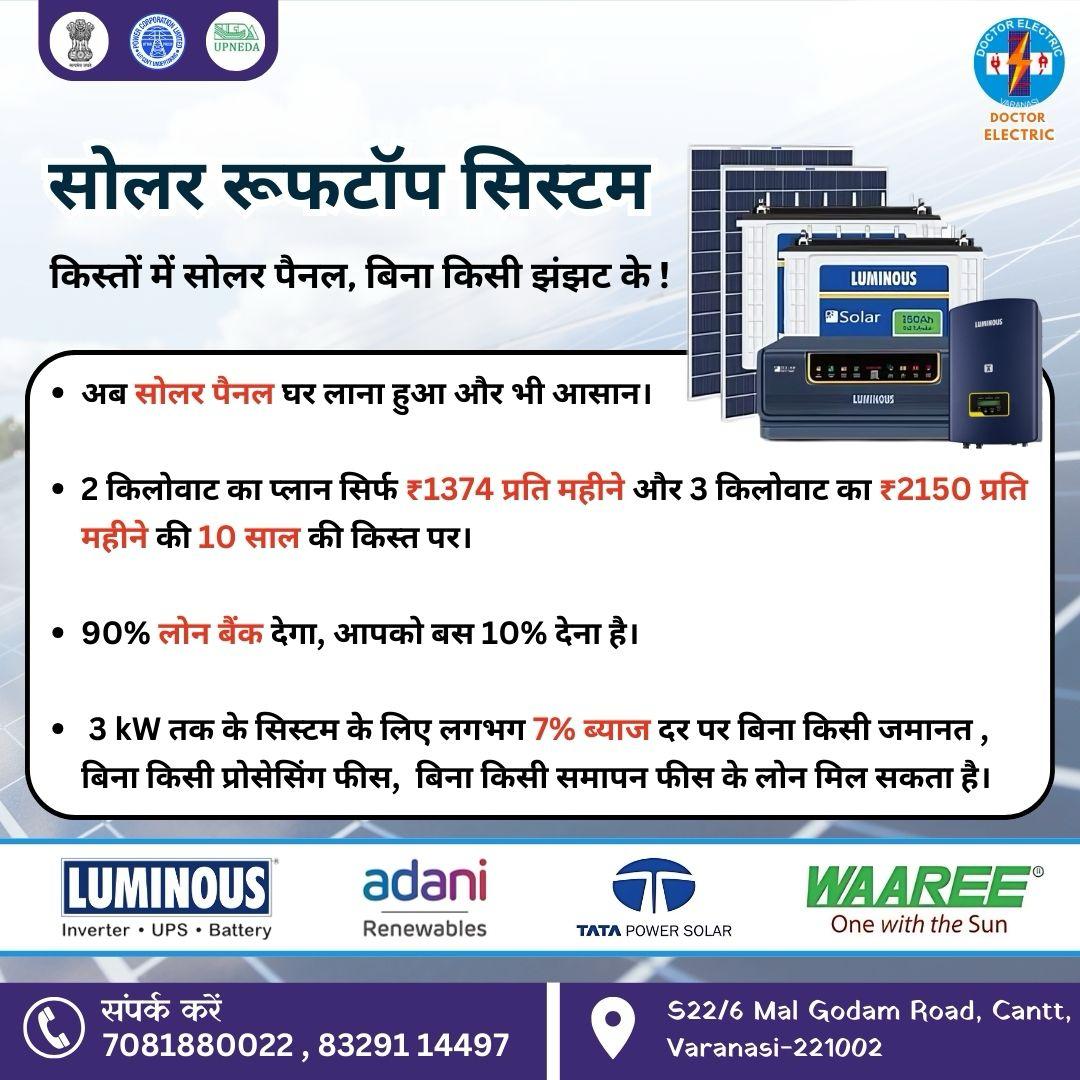 UPNEDA
DOCTOR ELECTRIC
VARANASI
DOCTOR
ELECTRIC
सोलर रूफटॉप सिस्टम
किस्तों में सोलर पैनल, बिना किसी झंझट के !
LUMINOUS
Solar
150Ah
LUMINOUS
LUMINOUS
• अब सोलर पैनल घर लाना हुआ और भी आसान।
• 2 किलोवाट का प्लान सिर्फ ₹1374 प्रति महीने और 3 किलोवाट का ₹2150 प्रति
महीने की 10 साल की किस्त पर।
• 90% लोन बैंक देगा, आपको बस 10% देना है।
• 3 kW तक के सिस्टम के लिए लगभग 7% ब्याज दर पर बिना किसी जमानत ,
बिना किसी प्रोसेसिंग फीस, बिना किसी समापन फीस के लोन मिल सकता है।
LUMINOUS
Inverter • UPS • Battery
adani
Renewables
TATA POWER SOLAR
WAAREE®
One with the Sun
संपर्क करें
7081880022 , 83291 14497
S22/6 Mal Godam Road, Cantt,
Varanasi-221002